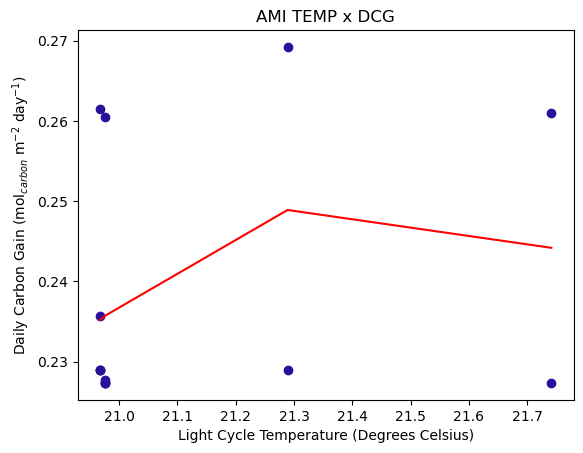 AMI TEMP x DCG
Daily Carbon Gain (mol_carbon m⁻² day⁻¹)
0.27
0.26
0.25
0.24
0.23
21.0 21.1 21.2 21.3 21.4 21.5 21.6 21.7
Light Cycle Temperature (Degrees Celsius)